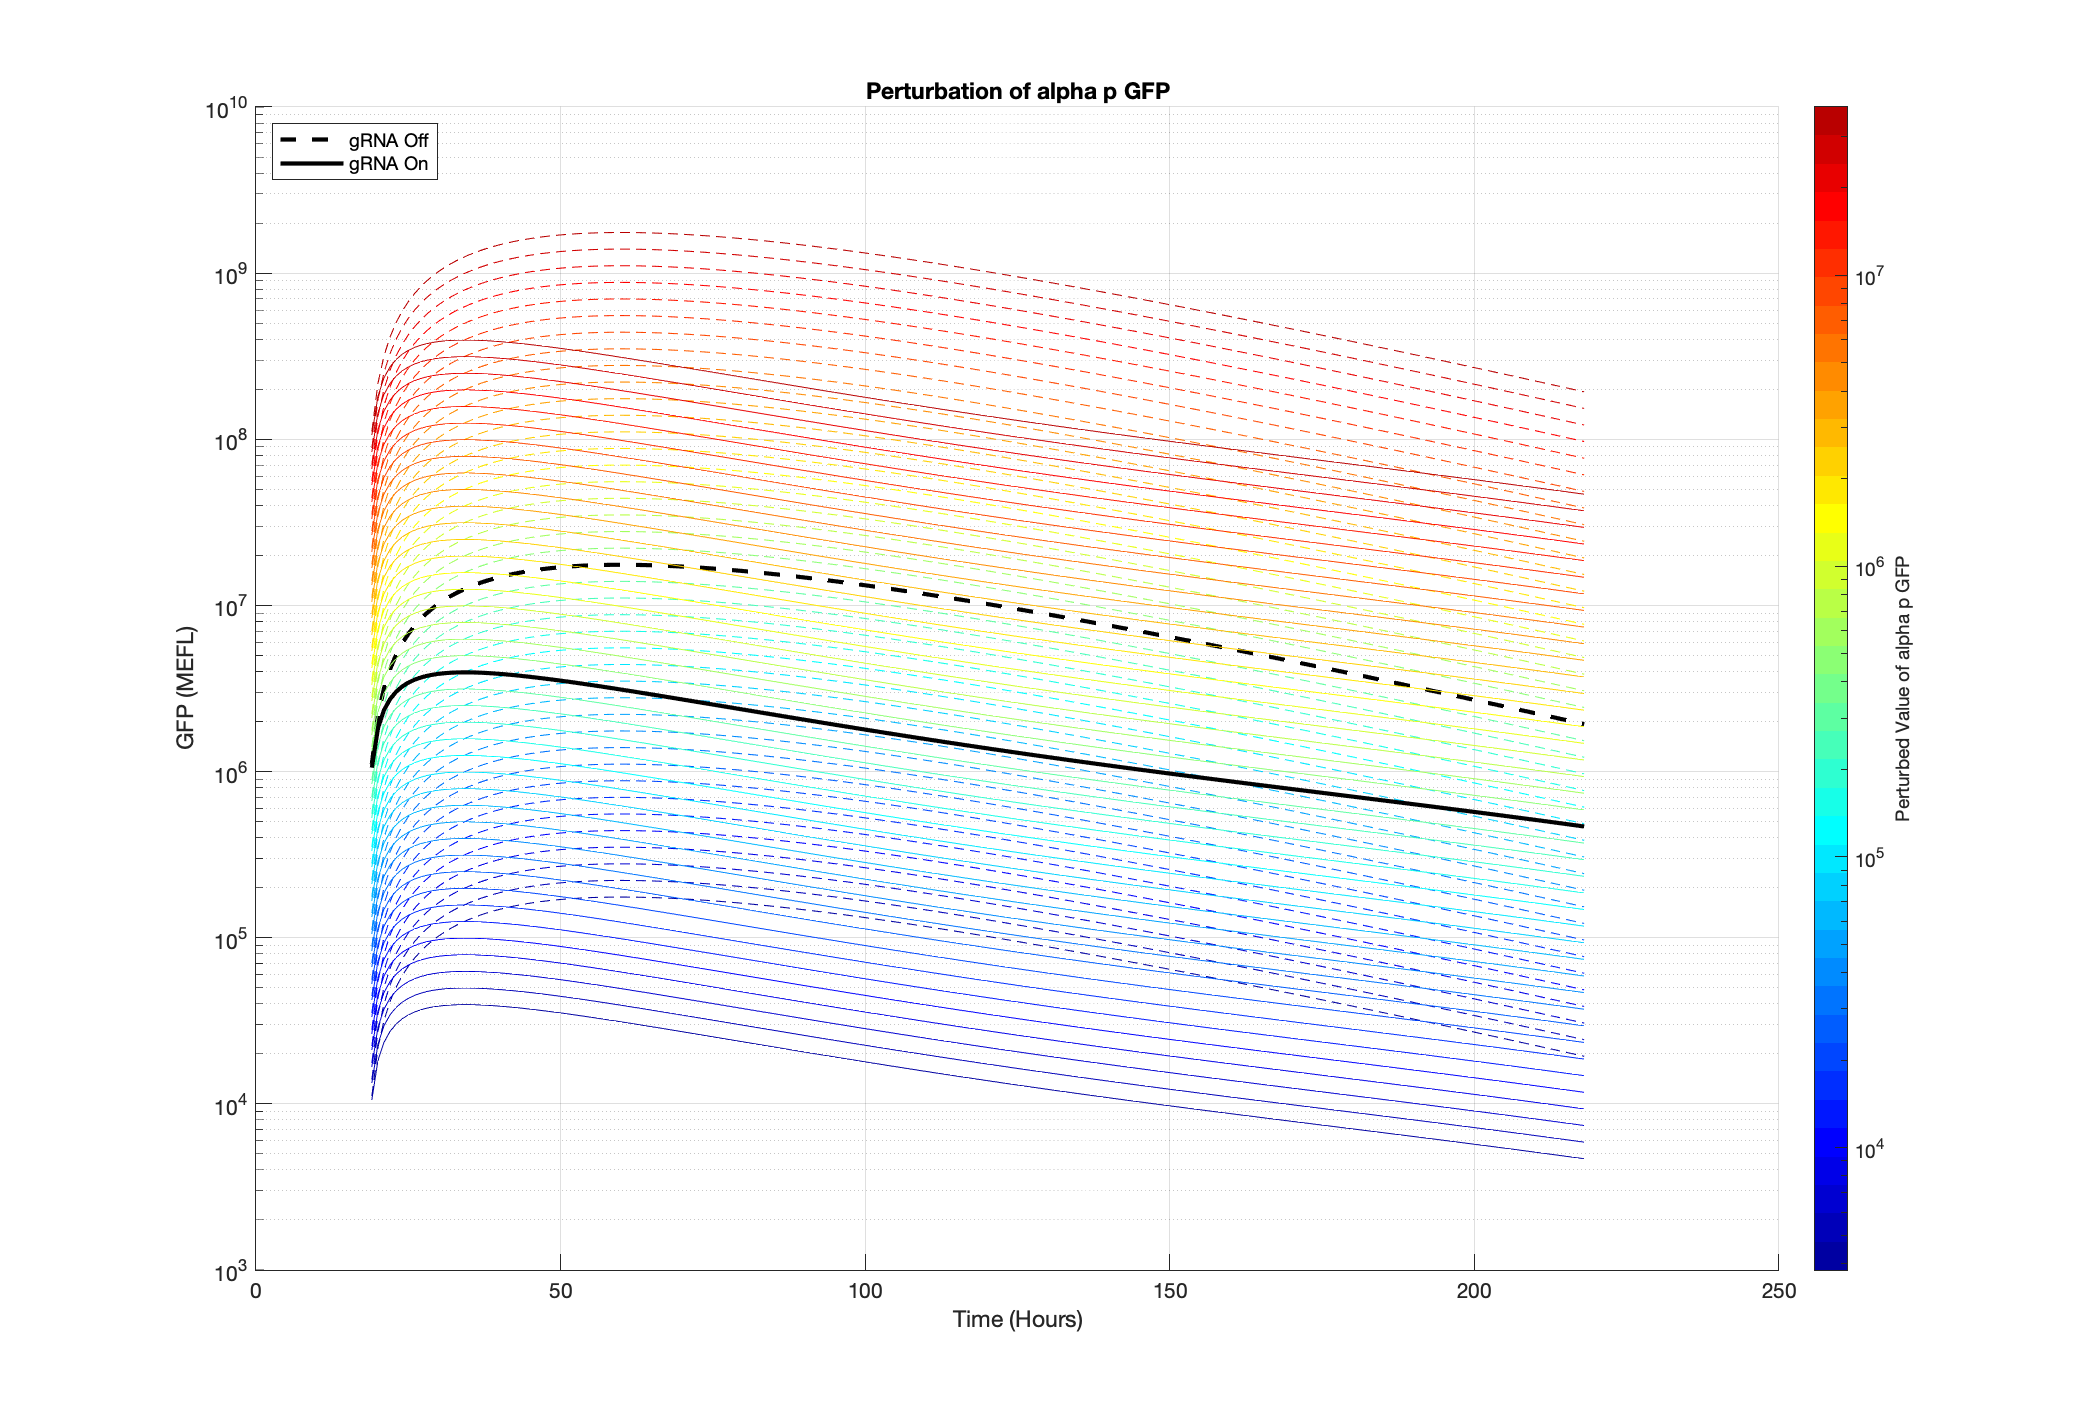 Perturbation of alpha p GFP
gRNA Off
gRNA On
GFP (MEFL)
10^10
10^9
10^8
10^7
10^6
10^5
10^4
10^3
0 50 100 150 200 250
Time (Hours)
10^7
10^6
10^5
10^4
Perturbed Value of alpha p GFP